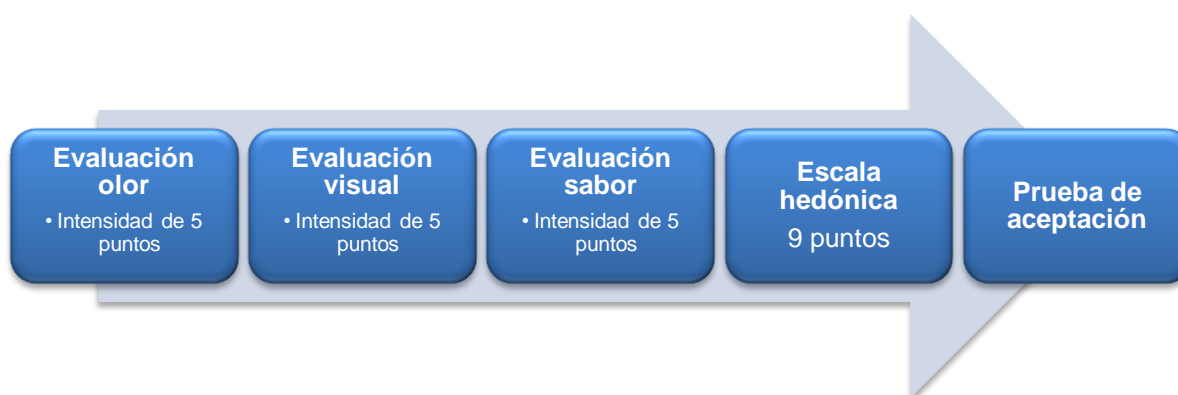 Evaluación
olor
• Intensidad de 5
puntos
Evaluación
visual
• Intensidad de 5
puntos
Evaluación
sabor
• Intensidad de 5
puntos
Escala
hedónica
9 puntos
Prueba de
aceptación